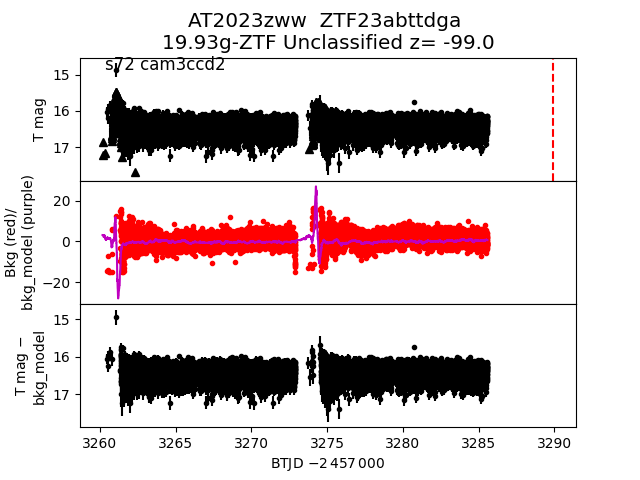 AT2023zww  ZTF23abttdga
19.93g-ZTF Unclassified z= -99.0
s72 cam3ccd2
T mag
15
16
17
Bkg (red)/
bkg_model (purple)
20
0
−20
T mag −
bkg_model
15
16
17
3260 3265 3270 3275 3280 3285 3290
BTJD −2 457 000